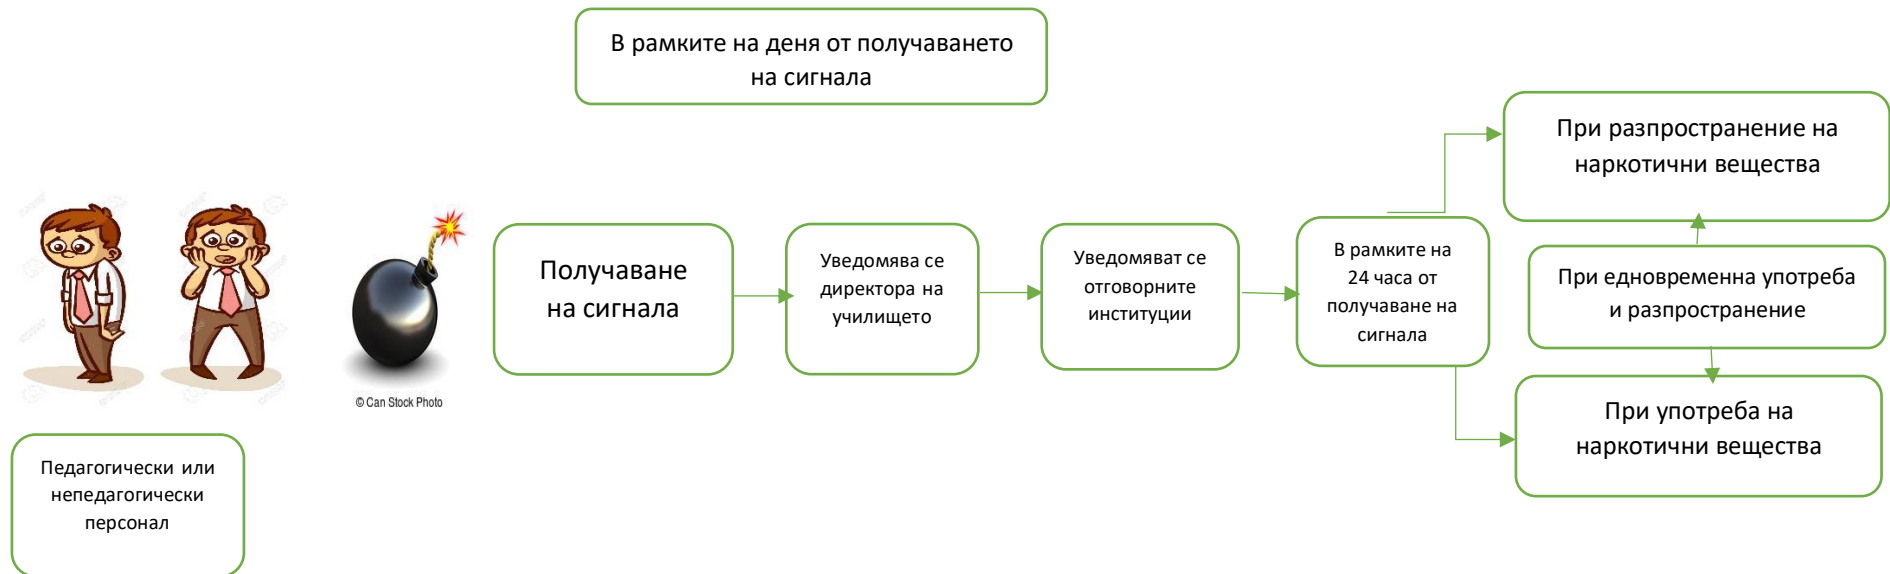 В рамките на деня от получаването
на сигнала
При разпространение на
наркотични вещества
Получаване
на сигнала
Уведомява се
директора на
училището
Уведомяват се
отговорните
институции
В рамките на
24 часа от
получаване на
сигнала
При едновременна употреба
и разпространение
При употреба на
наркотични вещества
© Can Stock Photo
Педагогически или
непедагогически
персонал